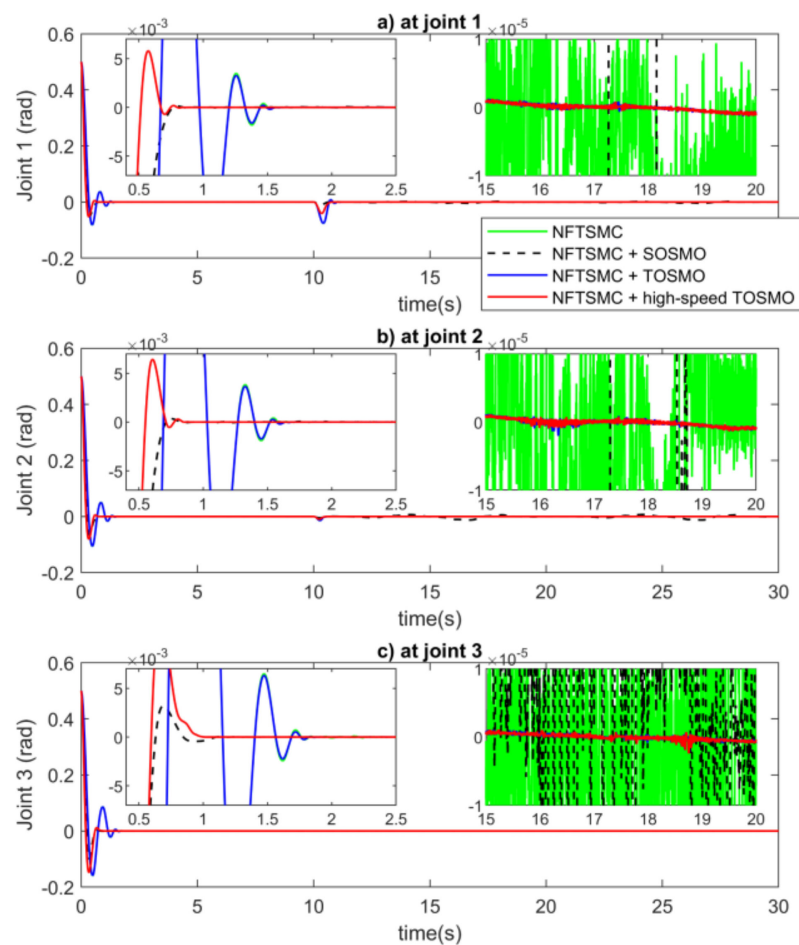 a) at joint 1
×10⁻³
1 ×10⁻⁵
0.6
0.4
0.2
0
-0.2
Joint 1 (rad)
5
0
-5
0.5 1 1.5 2 2.5
0
-1
15 16 17 18 19 20
0 5 10 15
time(s)
NFTSMC
NFTSMC + SOSMO
NFTSMC + TOSMO
NFTSMC + high-speed TOSMO
b) at joint 2
×10⁻³
1 ×10⁻⁵
0.6
0.4
0.2
0
-0.2
Joint 2 (rad)
5
0
-5
0.5 1 1.5 2 2.5
0
-1
15 16 17 18 19 20
0 5 10 15 20 25 30
time(s)
c) at joint 3
×10⁻³
1 ×10⁻⁵
0.6
0.4
0.2
0
-0.2
Joint 3 (rad)
5
0
-5
0.5 1 1.5 2 2.5
0
-1
15 16 17 18 19 20
0 5 10 15 20 25 30
time(s)